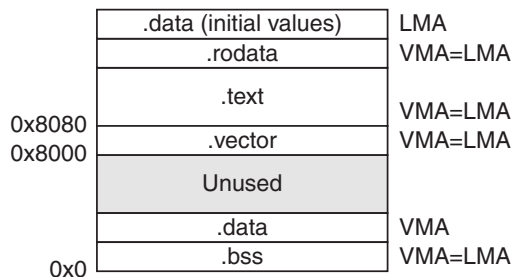 .data (initial values) LMA
.rodata VMA=LMA
.text VMA=LMA
0x8080
.vector VMA=LMA
0x8000
Unused
.data VMA
.bss VMA=LMA
0x0